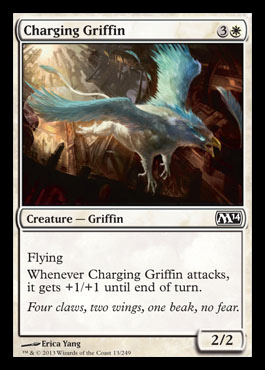 Charging Griffin 3
Creature — Griffin M14
Flying
Whenever Charging Griffin attacks,
it gets +1/+1 until end of turn.
Four claws, two wings, one beak, no fear.
Erica Yang
™ & © 2013 Wizards of the Coast 13/249
2/2